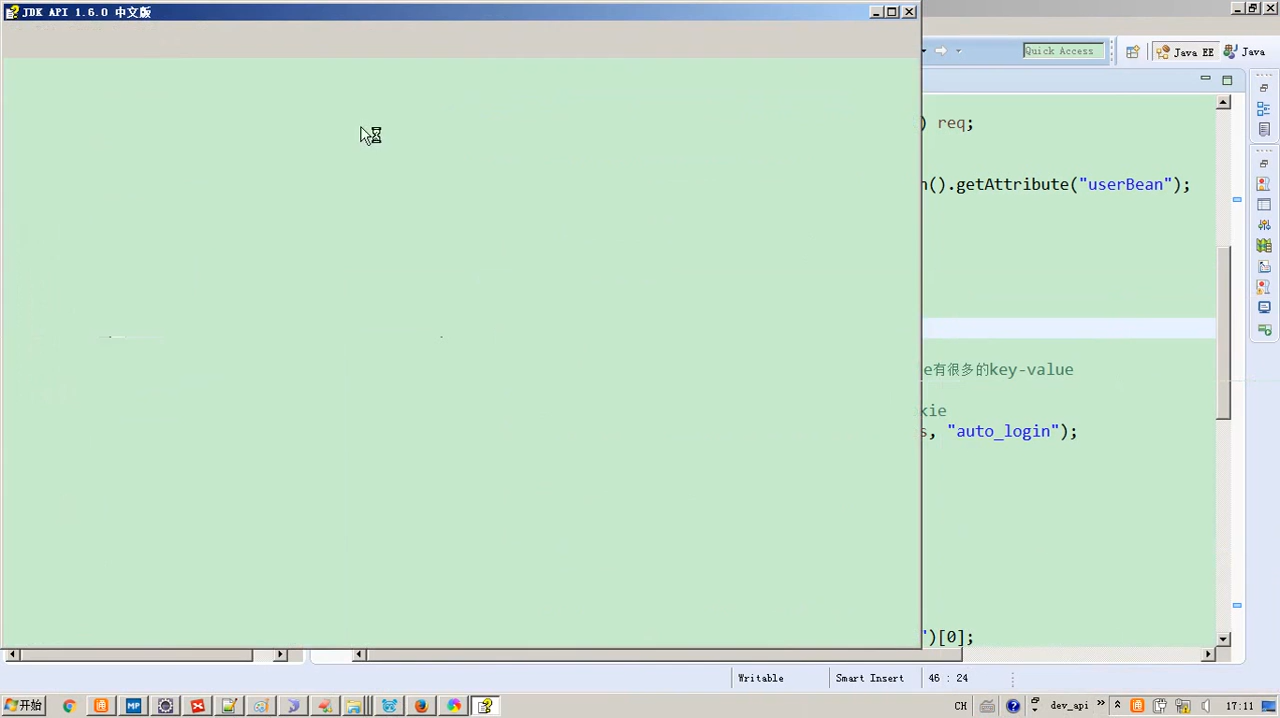 JDK API 1.6.0 中文版
Quick Access
Java EE
Java
) req;
n().getAttribute("userBean");
e有很多的key-value
kie
s, "auto_login");
")[0];
Writable
Smart Insert
46 : 24
开始
MP
CH
dev_api
17:11